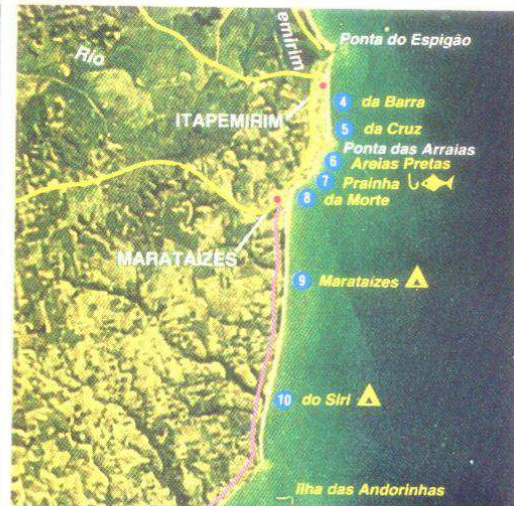 Rio
emirim
Ponta do Espigão
ITAPEMIRIM
4 da Barra
5 da Cruz
Ponta das Arraias
6 Areias Pretas
7 Prainha
8 da Morte
MARATAÍZES
9 Marataízes
10 do Siri
Ilha das Andorinhas